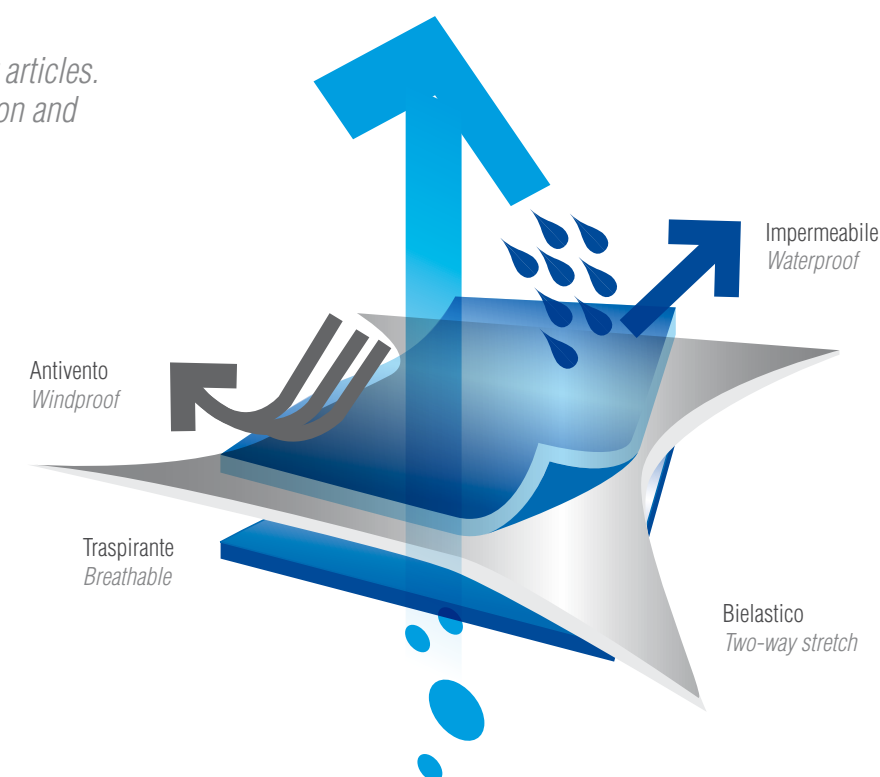 articles.
on and
Impermeabile
Waterproof
Antivento
Windproof
Traspirante
Breathable
Bielastico
Two-way stretch